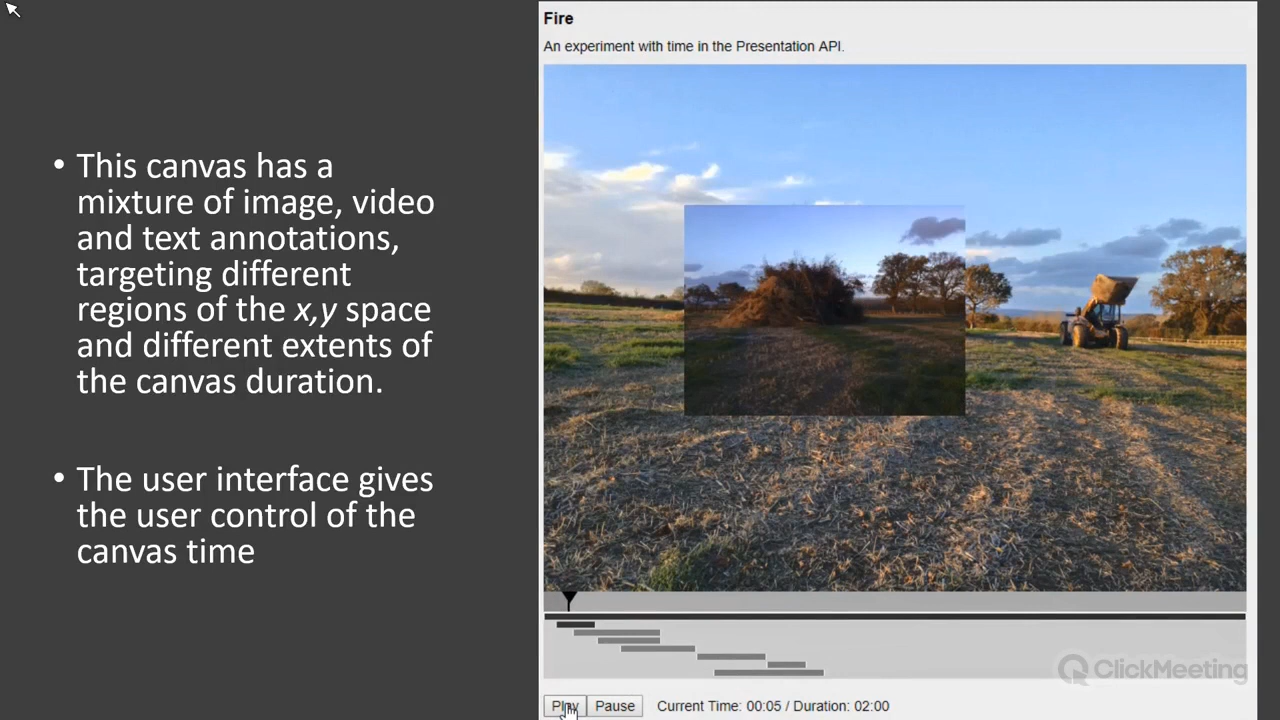 • This canvas has a
mixture of image, video
and text annotations,
targeting different
regions of the x,y space
and different extents of
the canvas duration.
• The user interface gives
the user control of the
canvas time
Fire
An experiment with time in the Presentation API.
ClickMeeting
Play Pause Current Time: 00:05 / Duration: 02:00